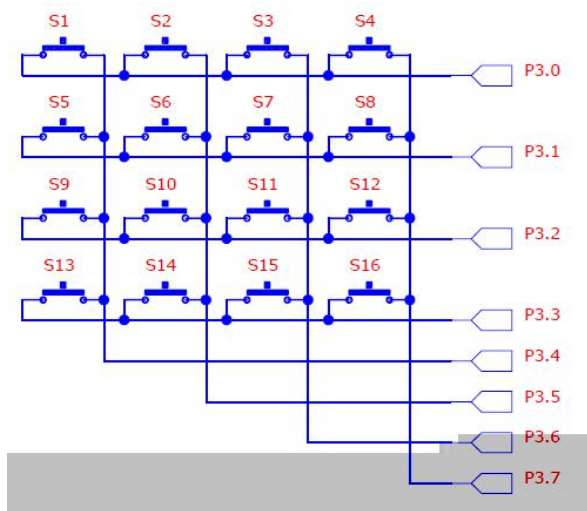 S1 S2 S3 S4
P3.0
S5 S6 S7 S8
P3.1
S9 S10 S11 S12
P3.2
S13 S14 S15 S16
P3.3
P3.4
P3.5
P3.6
P3.7